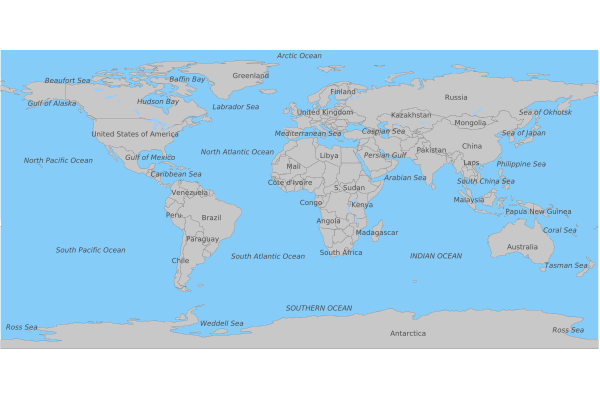 Arctic Ocean
Greenland
Baffin Bay
Beaufort Sea
Finland
Russia
Gulf of Alaska
Hudson Bay
Labrador Sea
United Kingdom
Kazakhstan
Sea of Okhotsk
Mongolia
United States of America
Mediterranean Sea
Caspian Sea
Sea of Japan
China
North Pacific Ocean
Gulf of Mexico
North Atlantic Ocean
Libya
Persian Gulf
Pakistan
Laos
Philippine Sea
Mali
Caribbean Sea
Arabian Sea
South China Sea
Côte d'Ivoire
S. Sudan
Venezuela
Malaysia
Congo
Kenya
Papua New Guinea
Peru
Brazil
Angola
Madagascar
Coral Sea
Paraguay
South Pacific Ocean
South Atlantic Ocean
South Africa
INDIAN OCEAN
Australia
Chile
Tasman Sea
SOUTHERN OCEAN
Ross Sea
Weddell Sea
Antarctica
Ross Sea